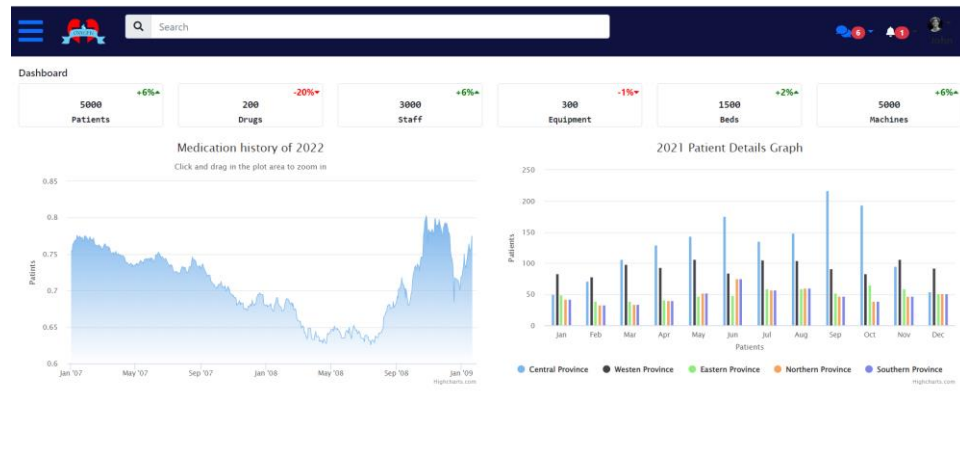 Search
6
1
Dashboard
+6%
5000
Patients
-20%
200
Drugs
+6%
3000
Staff
-1%
300
Equipment
+2%
1500
Beds
+6%
5000
Machines
Medication history of 2022
Click and drag in the plot area to zoom in
Patints
0.85
0.8
0.75
0.7
0.65
0.6
Jan '07 May '07 Sep '07 Jan '08 May '08 Sep '08 Jan '09
Highcharts.com
2021 Patient Details Graph
Patients
250
200
150
100
50
0
Jan Feb Mar Apr May Jun Jul Aug Sep Oct Nov Dec
Patients
Central Province Westen Province Eastern Province Northern Province Southern Province
Highcharts.com